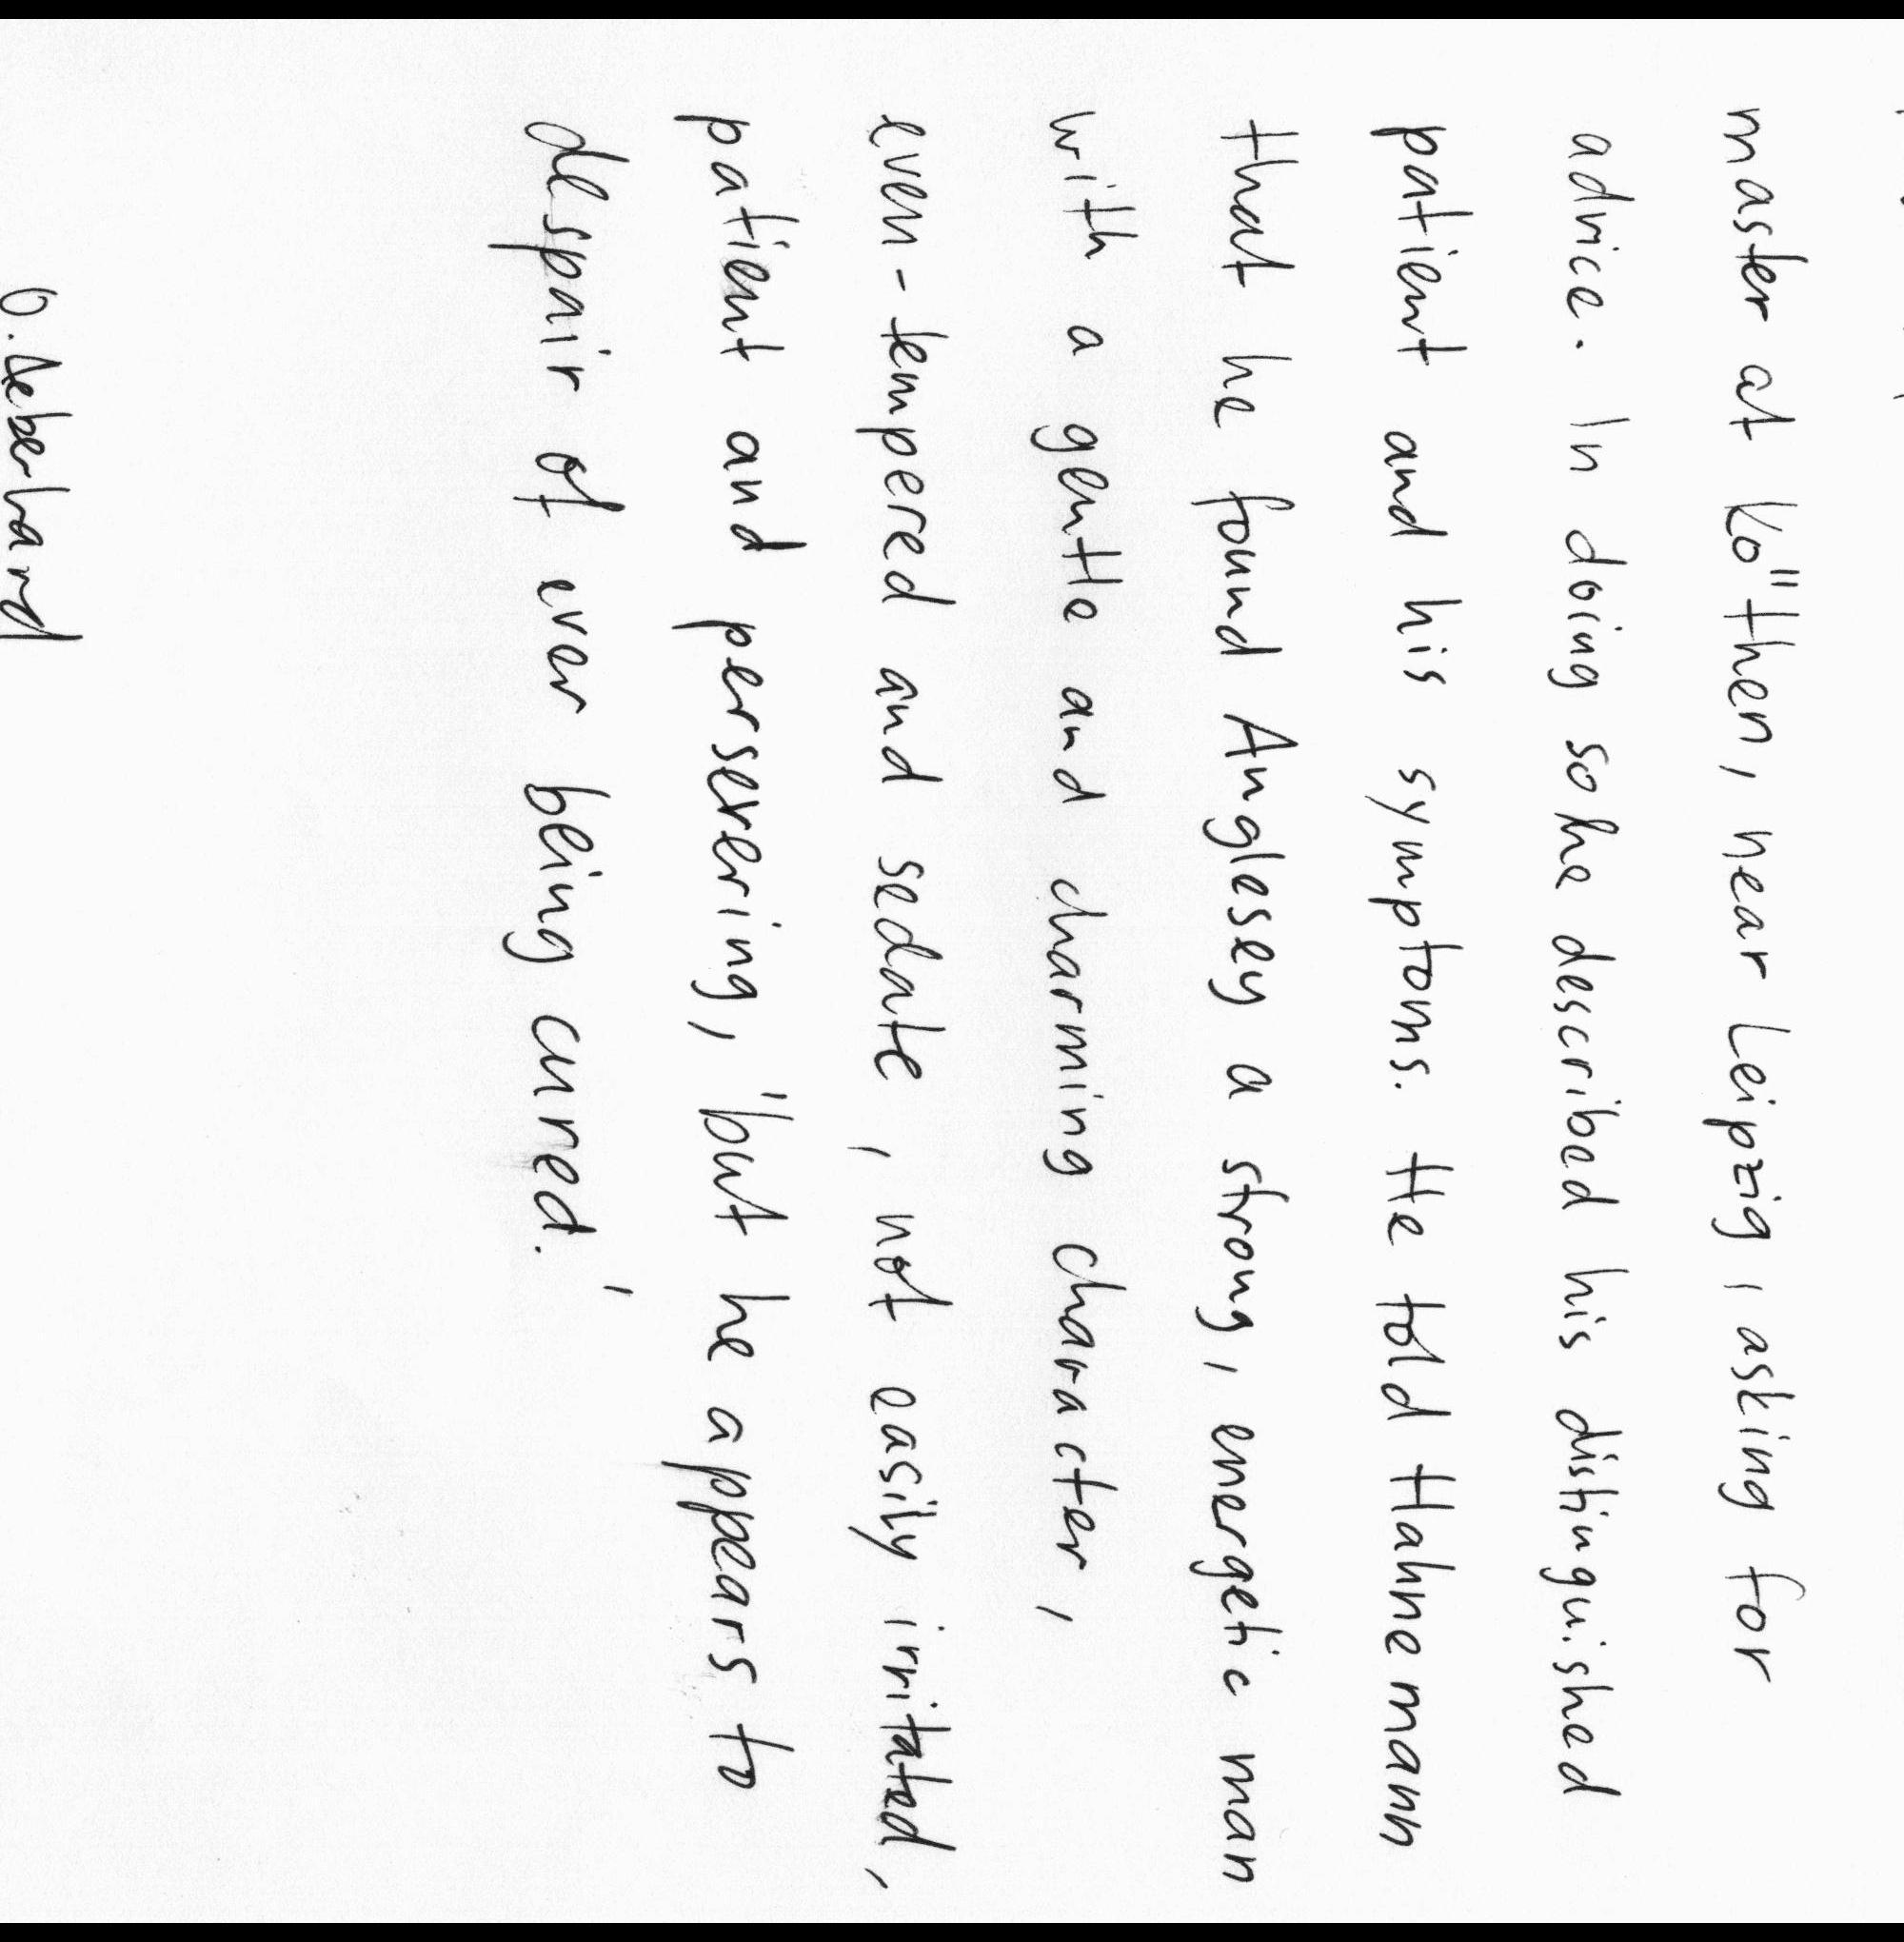 master at Kö"then, near Leipzig, asking for
advice. In doing so he described his distinguished
patient and his symptoms. He told Hahnemann
that he found Anglesey a strong, energetic man
with a gentle and charming character,
even-tempered and sedate, not easily irritated,
patient and persevering, 'but he appears to
despair of ever being cured.'